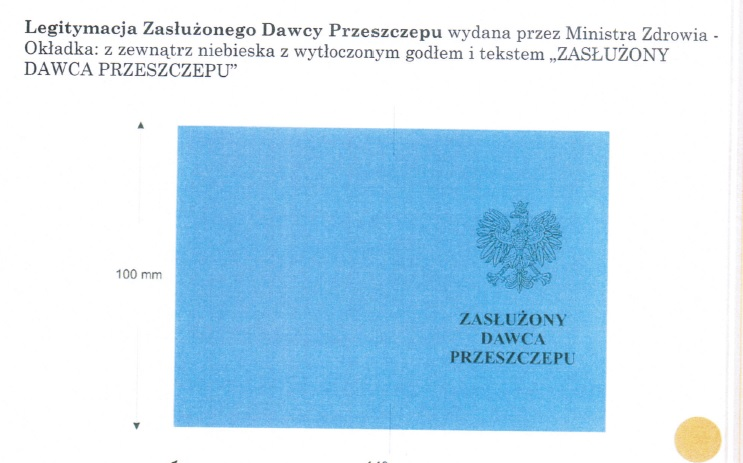 Legitymacja Zasłużonego Dawcy Przeszczepu wydana przez Ministra Zdrowia -
Okładka: z zewnątrz niebieska z wytłoczonym godłem i tekstem „ZASŁUŻONY
DAWCA PRZESZCZEPU”
100 mm
ZASŁUŻONY
DAWCA
PRZESZCZEPU